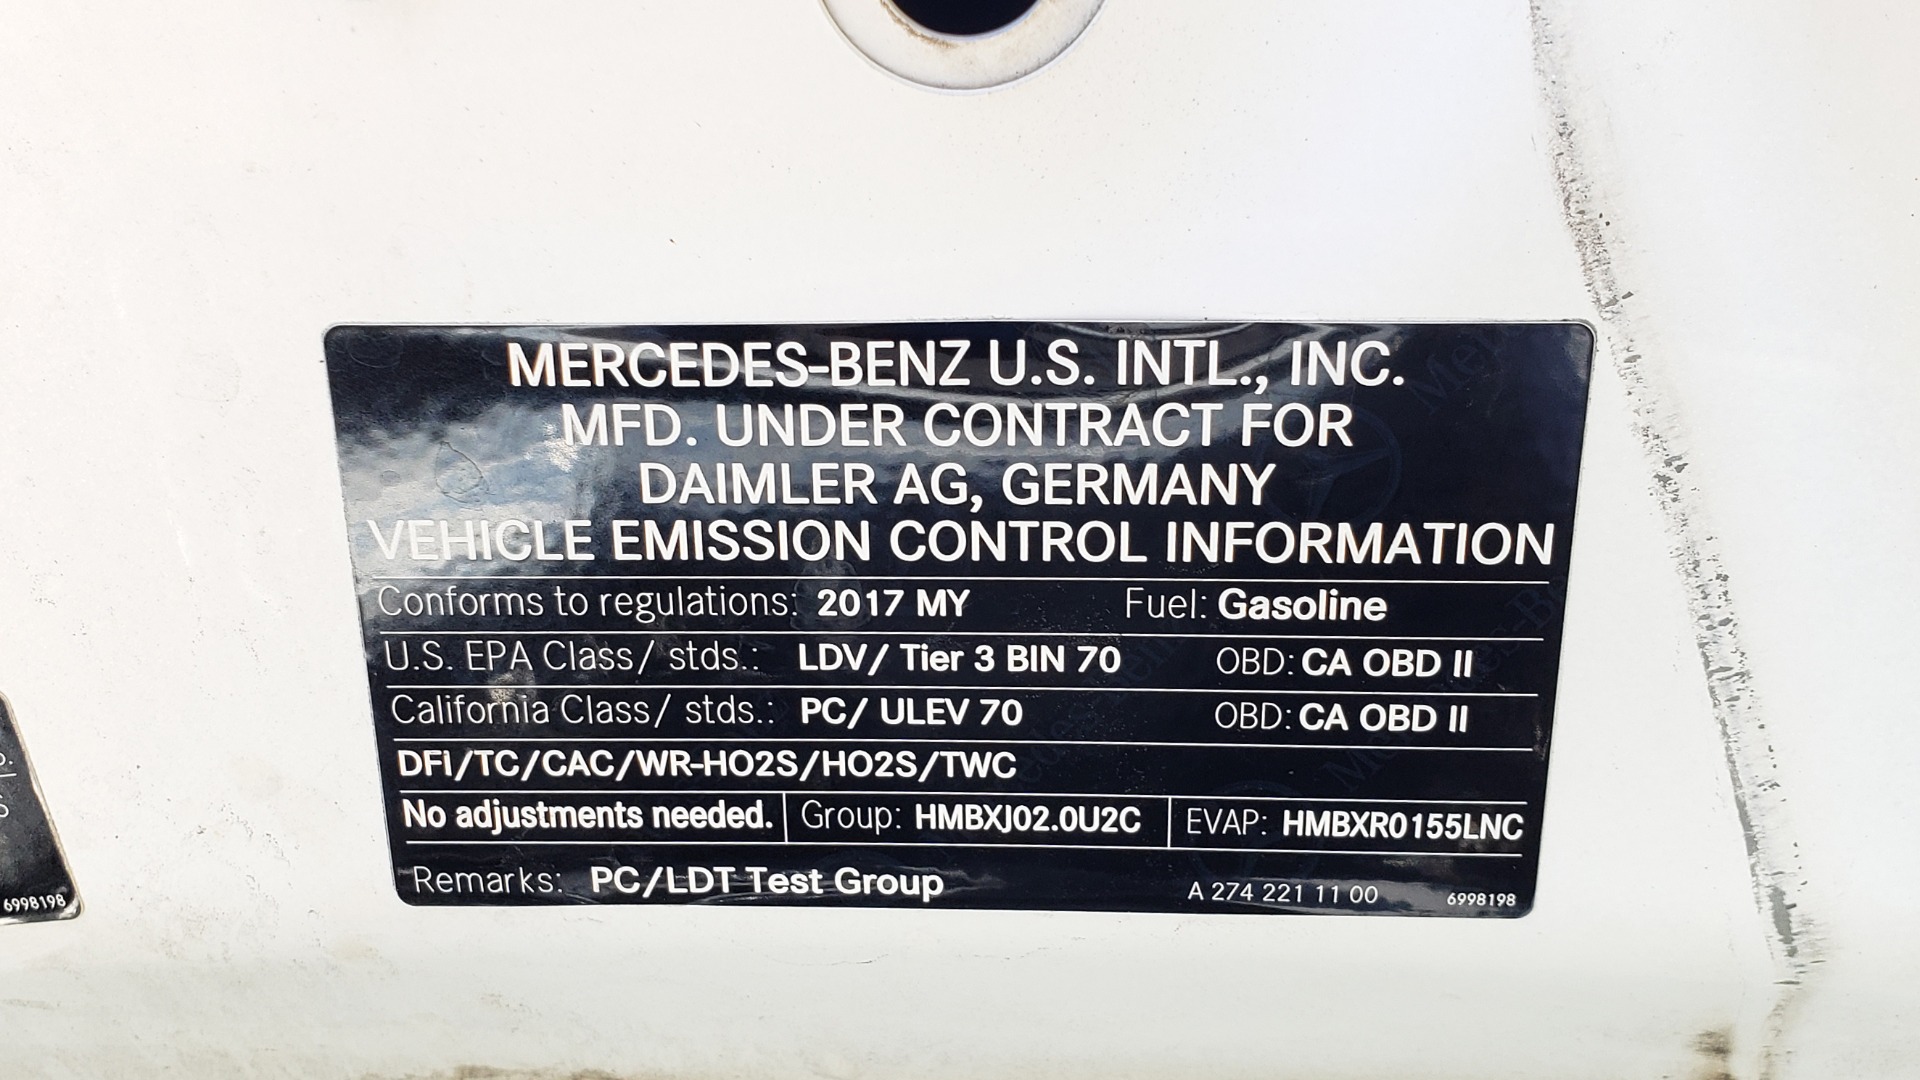 MERCEDES-BENZ U.S. INTL., INC.
MFD. UNDER CONTRACT FOR
DAIMLER AG, GERMANY
VEHICLE EMISSION CONTROL INFORMATION
Conforms to regulations: 2017 MY Fuel: Gasoline
U.S. EPA Class/ stds.: LDV/ Tier 3 BIN 70 OBD: CA OBD II
California Class/ stds.: PC/ ULEV 70 OBD: CA OBD II
DFI/TC/CAC/WR-HO2S/HO2S/TWC
No adjustments needed. Group: HMBXJ02.0U2C EVAP: HMBXR0155LNC
Remarks: PC/LDT Test Group A 274 221 11 00 6998198
6998198